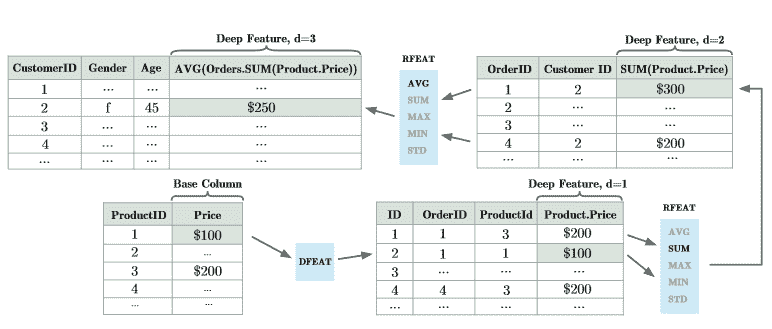 Deep Feature, d=3
CustomerID Gender Age AVG(Orders.SUM(Product.Price))
1 ... ... ...
2 f 45 $250
3 ... ... ...
4 ... ... ...
... ... ... ...
RFEAT
AVG
SUM
MAX
MIN
STD
Deep Feature, d=2
OrderID Customer ID SUM(Product.Price)
1 2 $300
2 ... ...
3 ... ...
4 2 $200
... ... ...
Base Column
ProductID Price
1 $100
2 ...
3 $200
4 ...
... ...
DFEAT
Deep Feature, d=1
ID OrderID ProductId Product.Price
1 1 3 $200
2 1 1 $100
3 ... ... ...
4 4 3 $200
... ... ... ...
RFEAT
AVG
SUM
MAX
MIN
STD